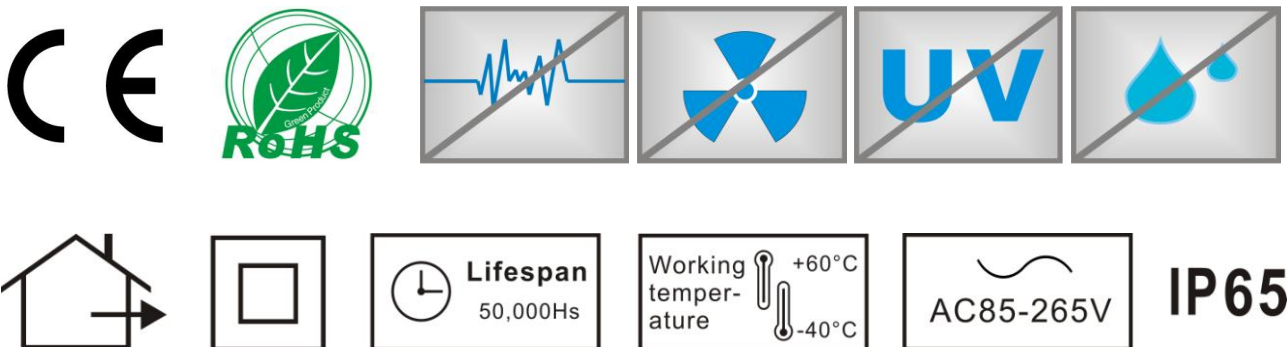 CE
Green Product
RoHS
UV
Lifespan
50,000Hs
Working
temper-
ature
+60°C
-40°C
AC85-265V
IP65